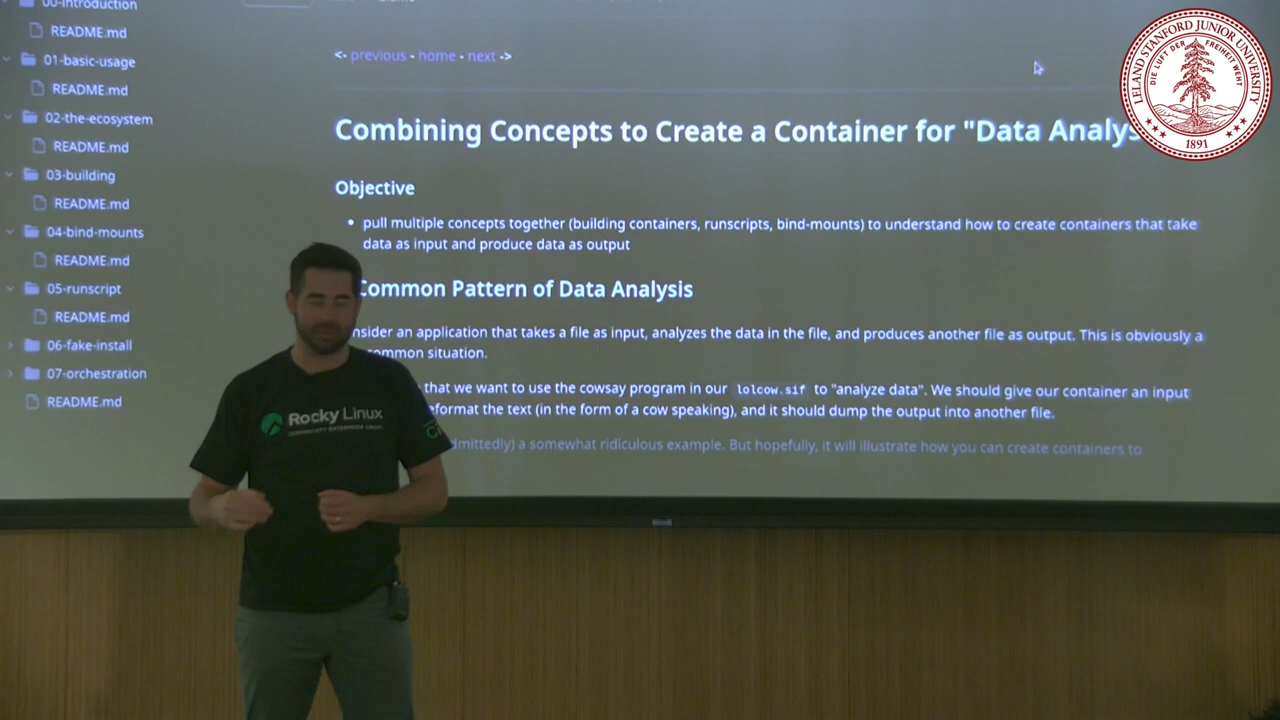 00-introduction
README.md
01-basic-usage
README.md
02-the-ecosystem
README.md
03-building
README.md
04-bind-mounts
README.md
05-runscript
README.md
06-fake-install
07-orchestration
README.md
<- previous - home - next ->
Combining Concepts to Create a Container for "Data Analys
Objective
• pull multiple concepts together (building containers, runscripts, bind-mounts) to understand how to create containers that take
data as input and produce data as output
Common Pattern of Data Analysis
nsider an application that takes a file as input, analyzes the data in the file, and produces another file as output. This is obviously a
common situation.
that we want to use the cowsay program in our lolcow.sif to "analyze data". We should give our container an input
eformat the text (in the form of a cow speaking), and it should dump the output into another file.
dmittedly) a somewhat ridiculous example. But hopefully, it will illustrate how you can create containers to
Rocky Linux
LELAND STANFORD JUNIOR UNIVERSITY
DIE LUFT DER FREIHEIT WEHT
1891